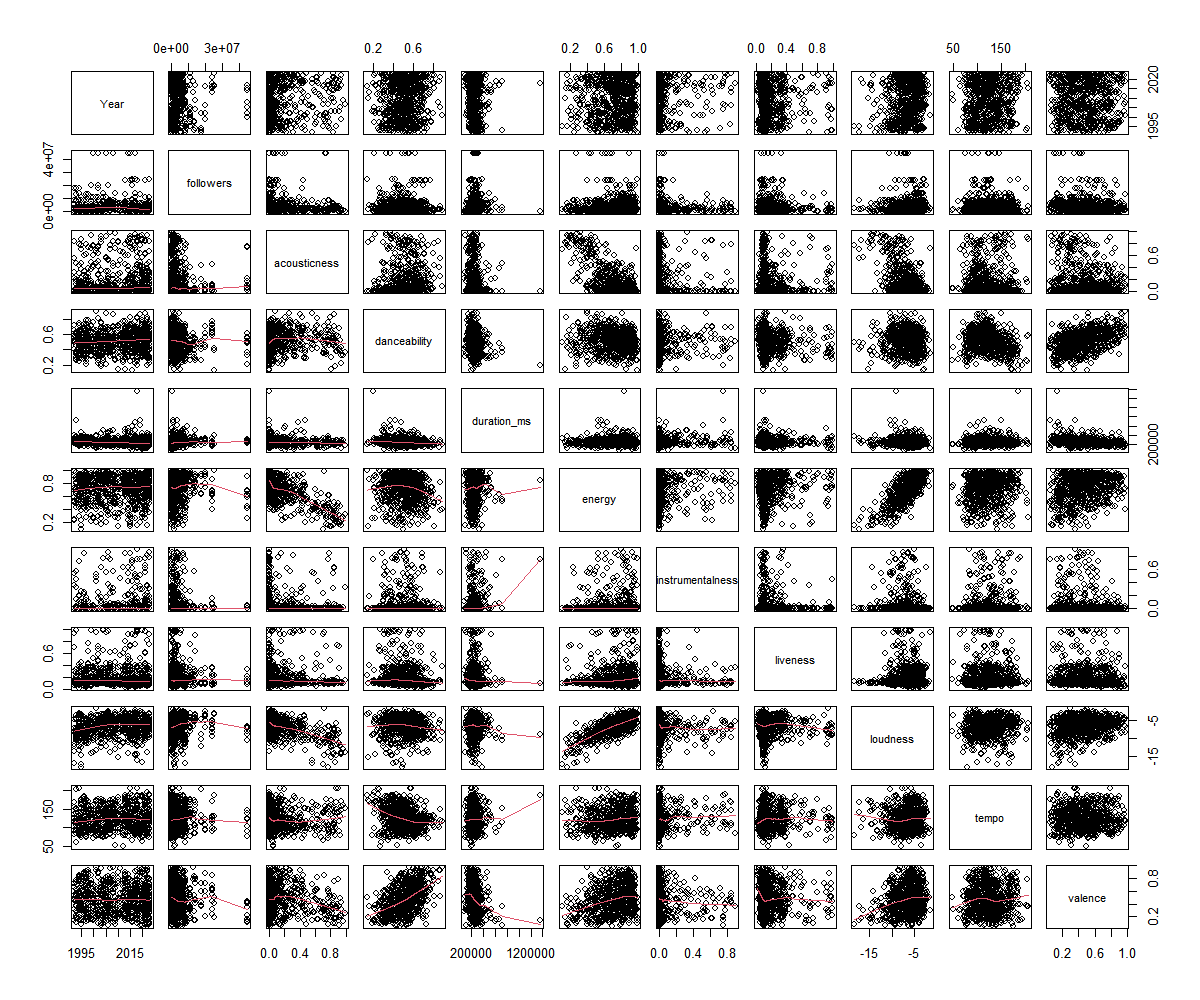 0e+00 3e+07 0.2 0.6 0.2 0.6 1.0 0.0 0.4 0.8 50 150
Year 1995 2020
0e+00 4e+07 followers
acousticness 0.0 0.6
0.2 0.6 danceability
duration_ms 200000
0.2 0.8 energy
instrumentalness 0.0 0.6
0.0 0.6 liveness
loudness -15 -5
50 150 tempo
valence 0.2 0.8
1995 2015 0.0 0.4 0.8 200000 1200000 0.0 0.4 0.8 -15 -5 0.2 0.6 1.0